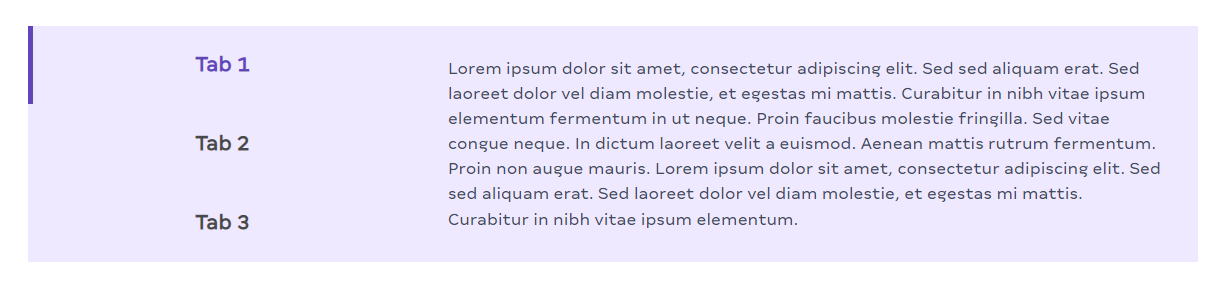 Tab 1
Tab 2
Tab 3
Lorem ipsum dolor sit amet, consectetur adipiscing elit. Sed sed aliquam erat. Sed
laoreet dolor vel diam molestie, et egestas mi mattis. Curabitur in nibh vitae ipsum
elementum fermentum in ut neque. Proin faucibus molestie fringilla. Sed vitae
congue neque. In dictum laoreet velit a euismod. Aenean mattis rutrum fermentum.
Proin non augue mauris. Lorem ipsum dolor sit amet, consectetur adipiscing elit. Sed
sed aliquam erat. Sed laoreet dolor vel diam molestie, et egestas mi mattis.
Curabitur in nibh vitae ipsum elementum.